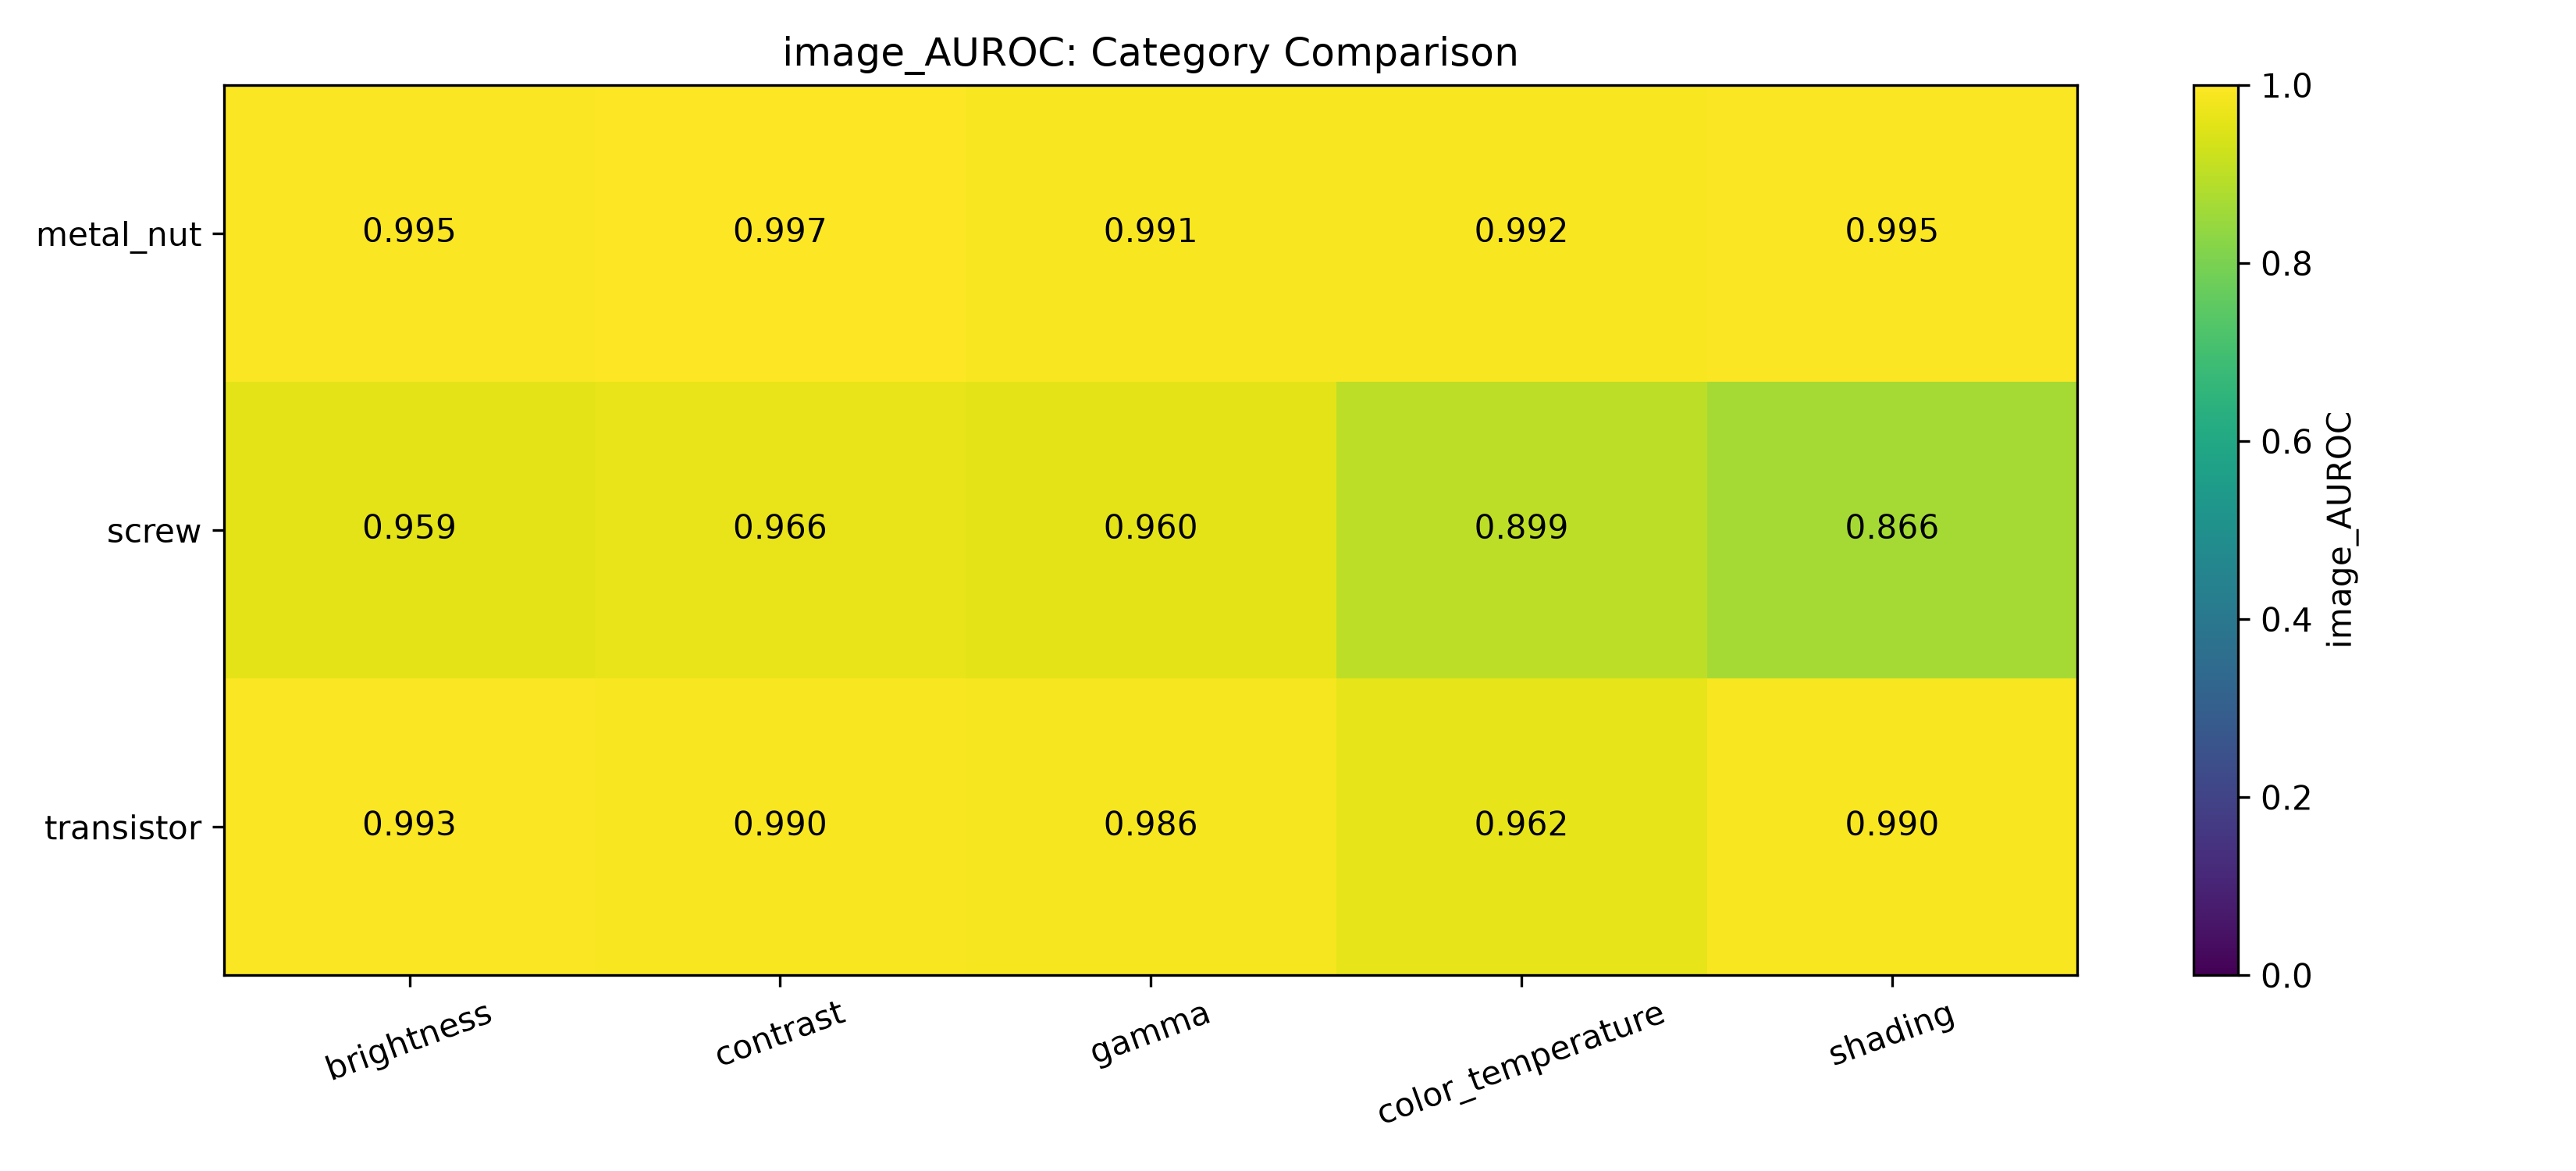 image_AUROC: Category Comparison
metal_nut 0.995 0.997 0.991 0.992 0.995
screw 0.959 0.966 0.960 0.899 0.866
transistor 0.993 0.990 0.986 0.962 0.990
brightness contrast gamma color_temperature shading
1.0
0.8
0.6
0.4
0.2
0.0
image_AUROC